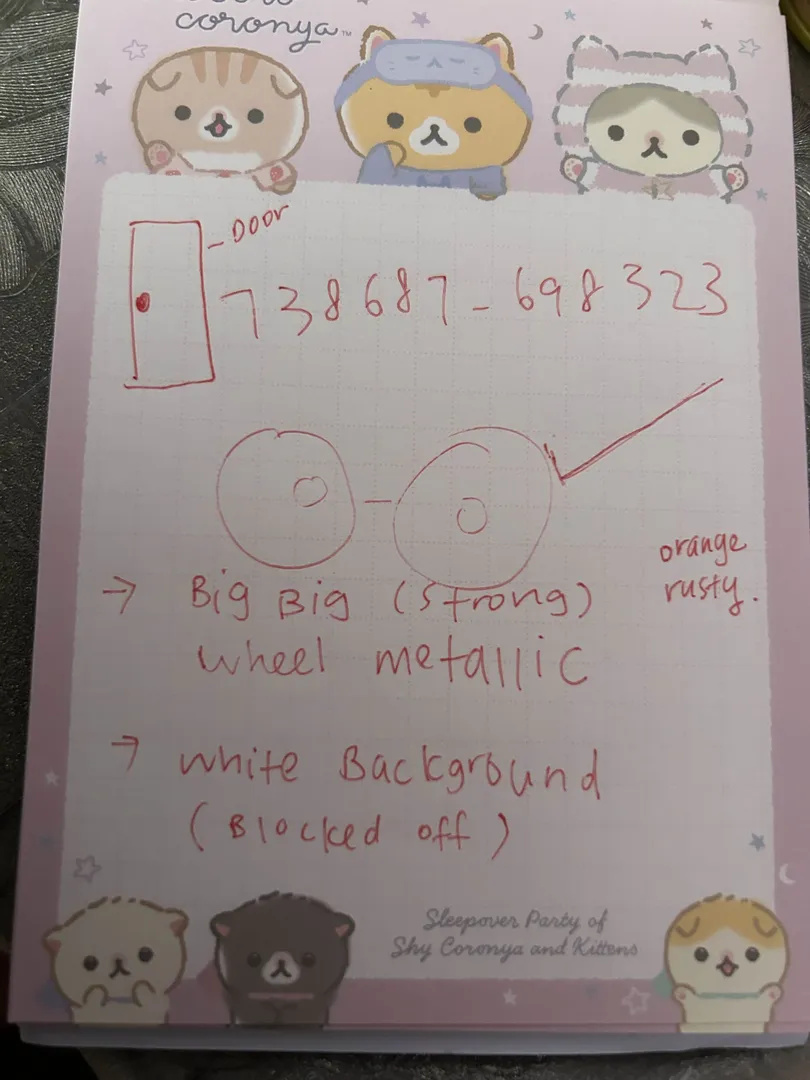 coronya™
- Door
738687-698323
orange
rusty.
→ Big Big (strong)
wheel metallic
→ white Background
(Blocked off)
Sleepover Party of
Shy Coronya and Kittens